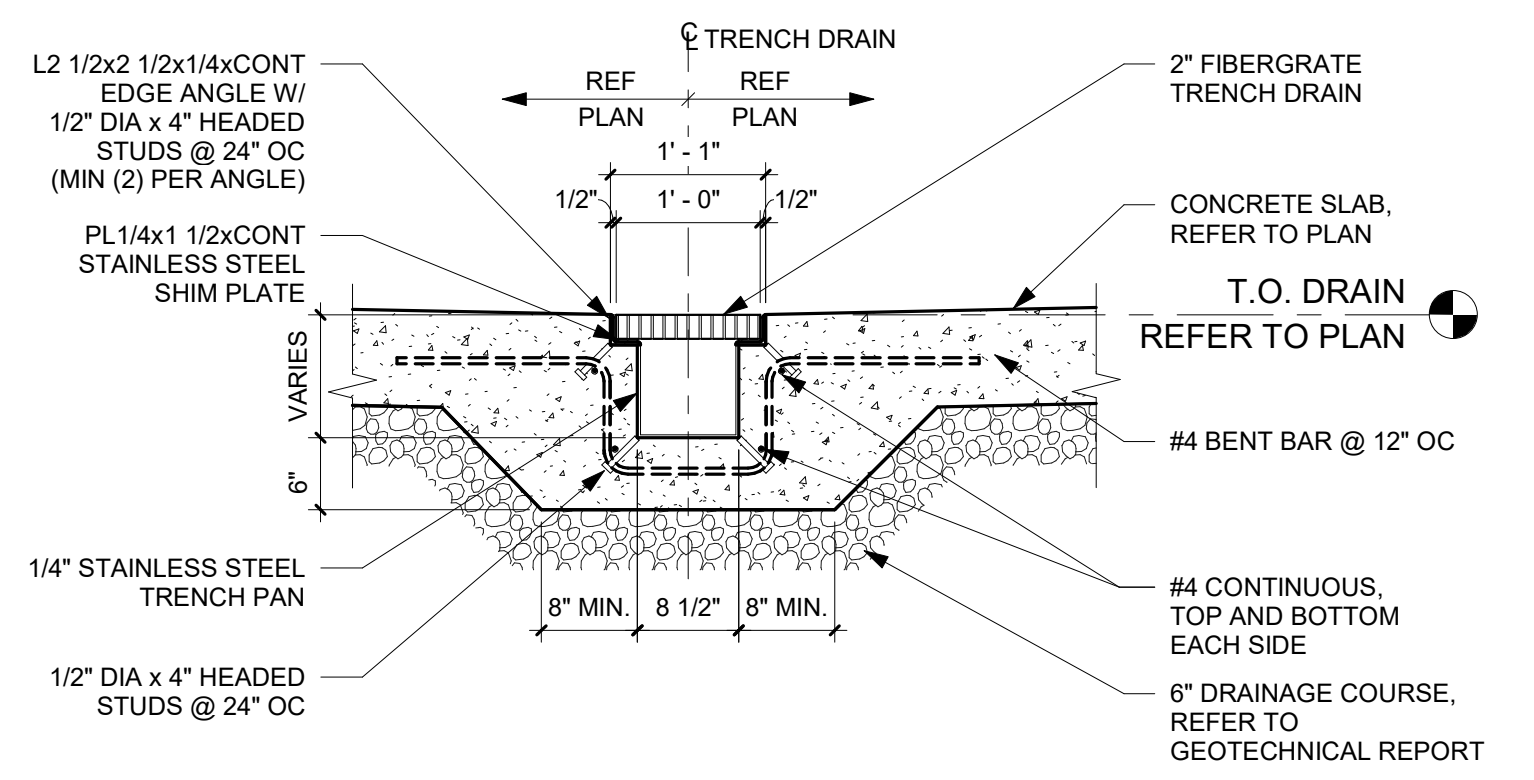 ℄ TRENCH DRAIN
REF
PLAN
REF
PLAN
1' - 1"
1/2"
1' - 0"
1/2"
L2 1/2x2 1/2x1/4xCONT
EDGE ANGLE W/
1/2" DIA x 4" HEADED
STUDS @ 24" OC
(MIN (2) PER ANGLE)
PL1/4x1 1/2xCONT
STAINLESS STEEL
SHIM PLATE
VARIES
6"
1/4" STAINLESS STEEL
TRENCH PAN
1/2" DIA x 4" HEADED
STUDS @ 24" OC
8" MIN.
8 1/2"
8" MIN.
2" FIBERGRATE
TRENCH DRAIN
CONCRETE SLAB,
REFER TO PLAN
T.O. DRAIN
REFER TO PLAN
#4 BENT BAR @ 12" OC
#4 CONTINUOUS,
TOP AND BOTTOM
EACH SIDE
6" DRAINAGE COURSE,
REFER TO
GEOTECHNICAL REPORT